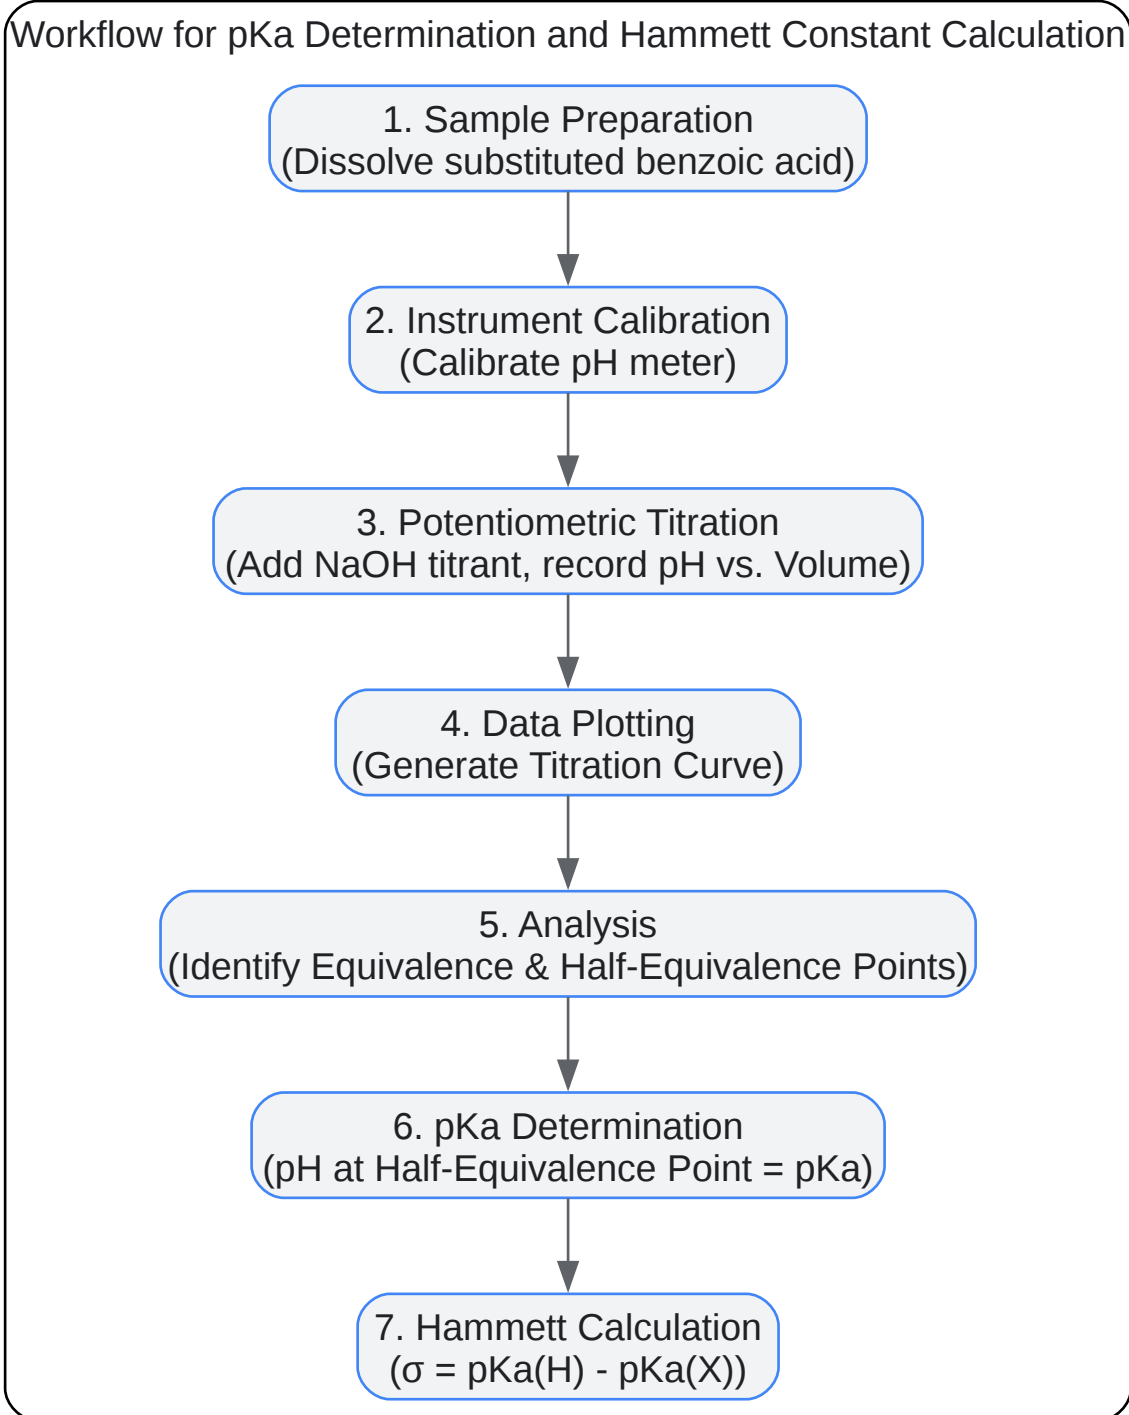 Workflow for pKa Determination and Hammett Constant Calculation
1. Sample Preparation
(Dissolve substituted benzoic acid)
2. Instrument Calibration
(Calibrate pH meter)
3. Potentiometric Titration
(Add NaOH titrant, record pH vs. Volume)
4. Data Plotting
(Generate Titration Curve)
5. Analysis
(Identify Equivalence & Half-Equivalence Points)
6. pKa Determination
(pH at Half-Equivalence Point = pKa)
7. Hammett Calculation
(σ = pKa(H) - pKa(X))